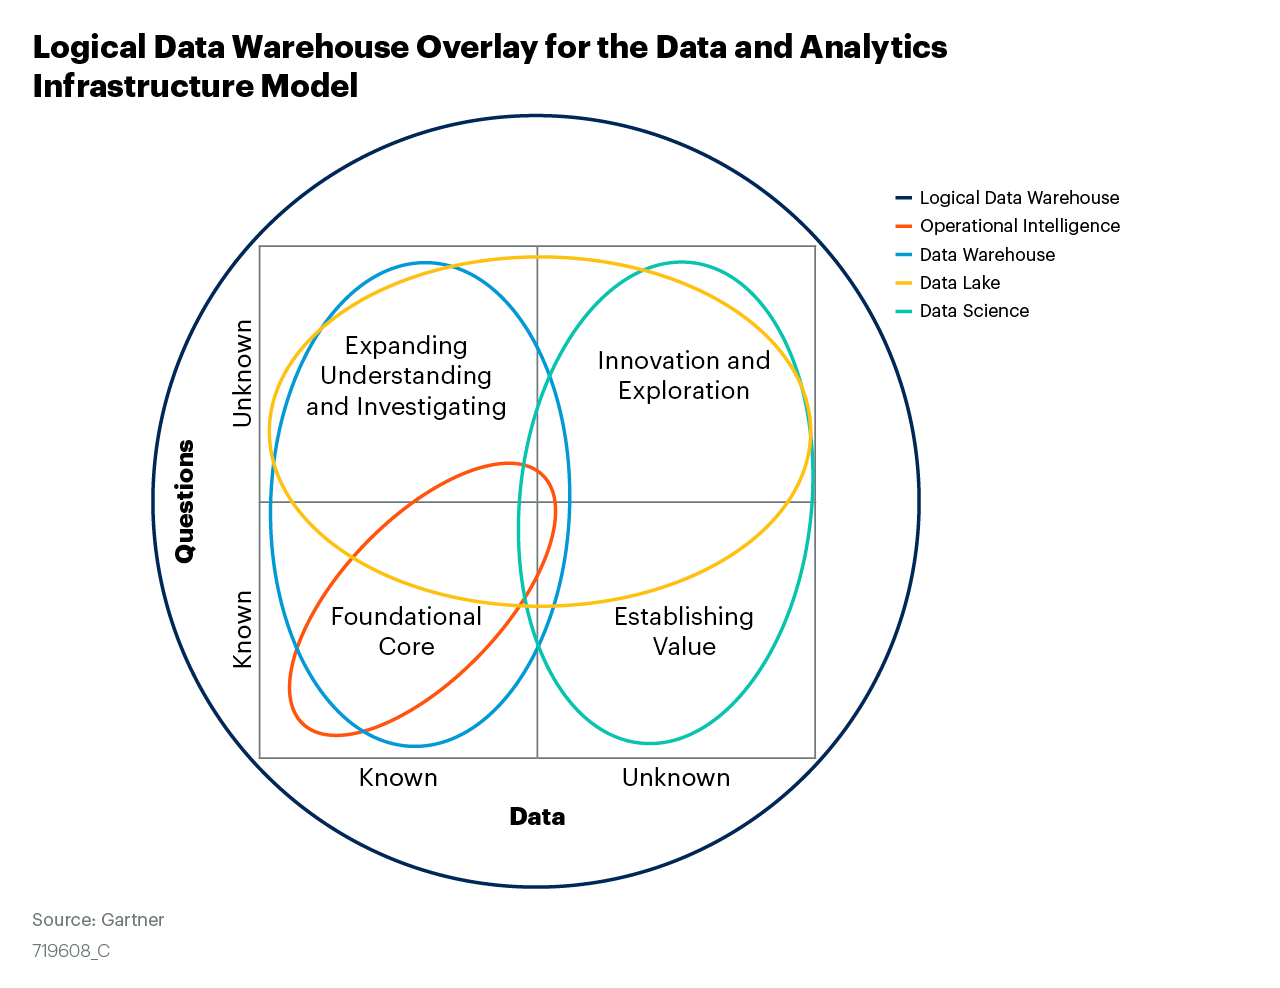 Logical Data Warehouse Overlay for the Data and Analytics
Infrastructure Model
Logical Data Warehouse
Operational Intelligence
Data Warehouse
Data Lake
Data Science
Questions
Unknown
Known
Expanding
Understanding
and Investigating
Innovation and
Exploration
Foundational
Core
Establishing
Value
Known
Unknown
Data
Source: Gartner
719608_C